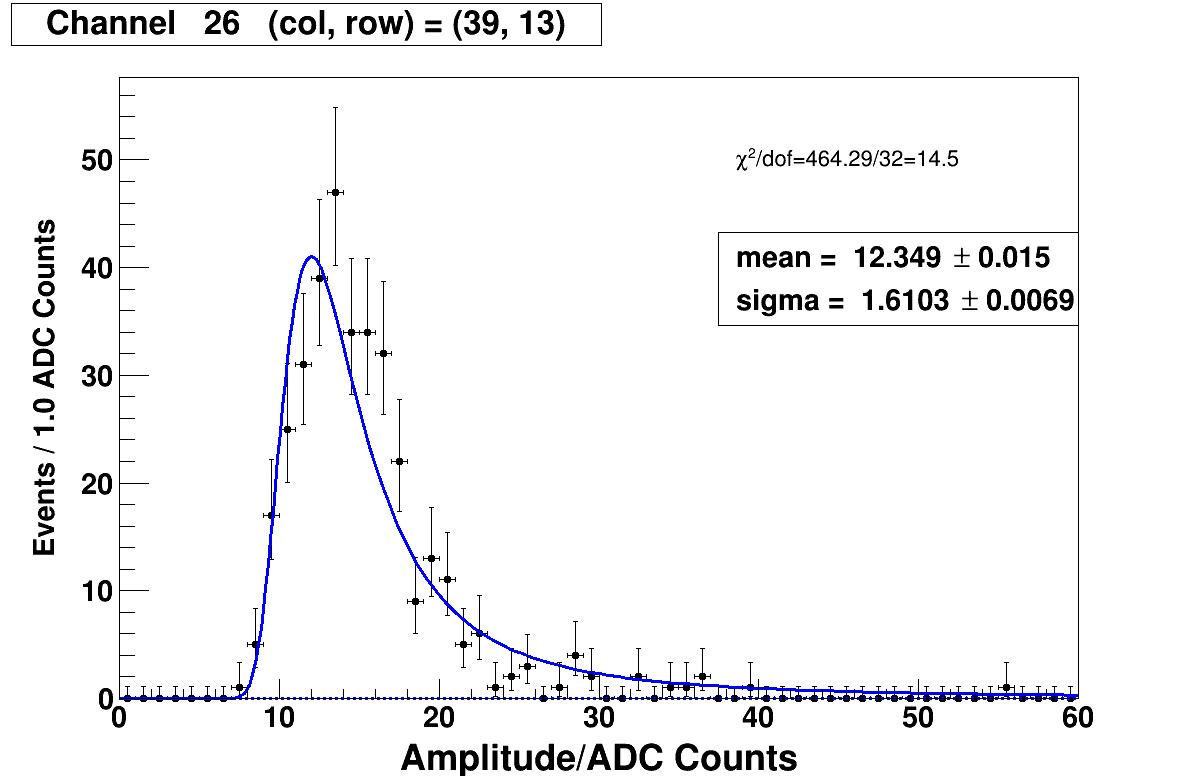 Channel 26 (col, row) = (39, 13)
χ²/dof=464.29/32=14.5
mean = 12.349 ± 0.015
sigma = 1.6103 ± 0.0069
Events / 1.0 ADC Counts
50
40
30
20
10
0
0 10 20 30 40 50 60
Amplitude/ADC Counts